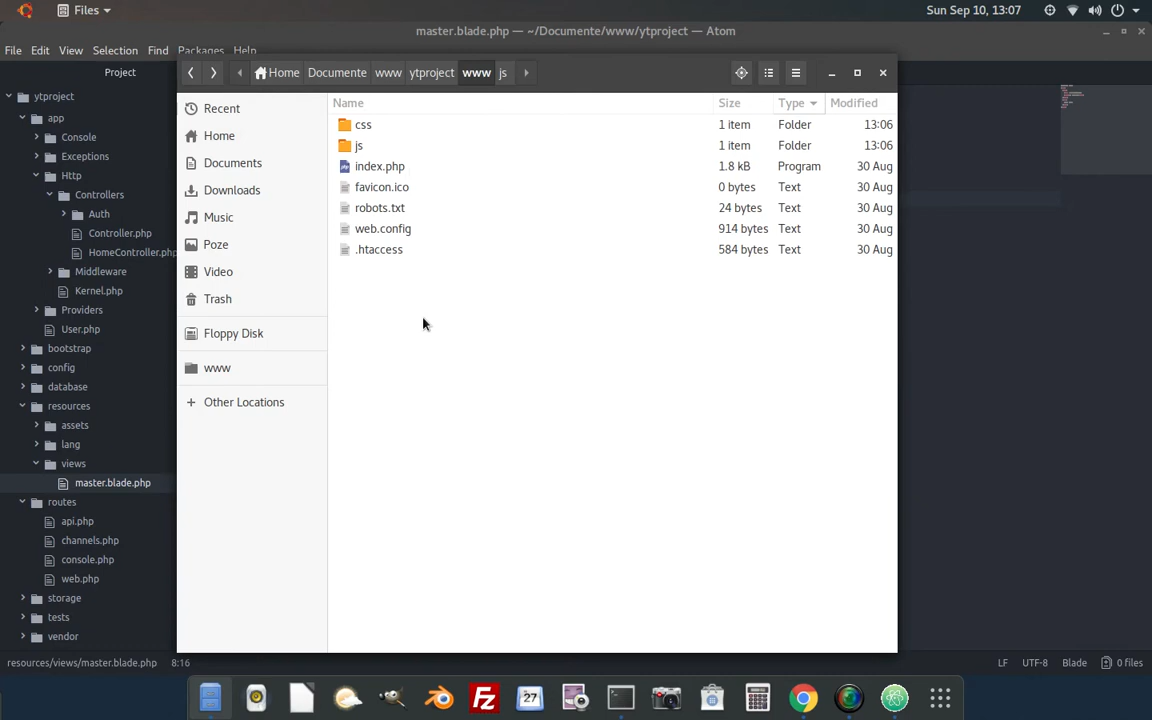 Files
Sun Sep 10, 13:07
master.blade.php — ~/Documente/www/ytproject — Atom
File Edit View Selection Find Packages Help
Project
ytproject
app
Console
Exceptions
Http
Controllers
Auth
Controller.php
HomeController.php
Middleware
Kernel.php
Providers
User.php
bootstrap
config
database
resources
assets
lang
views
master.blade.php
routes
api.php
channels.php
console.php
web.php
storage
tests
vendor
Home Documente www ytproject www js
Recent
Home
Documents
Downloads
Music
Poze
Video
Trash
Floppy Disk
www
+ Other Locations
Name Size Type Modified
css 1 item Folder 13:06
js 1 item Folder 13:06
index.php 1.8 kB Program 30 Aug
favicon.ico 0 bytes Text 30 Aug
robots.txt 24 bytes Text 30 Aug
web.config 914 bytes Text 30 Aug
.htaccess 584 bytes Text 30 Aug
resources/views/master.blade.php 8:16
LF UTF-8 Blade 0 files
Fz
27